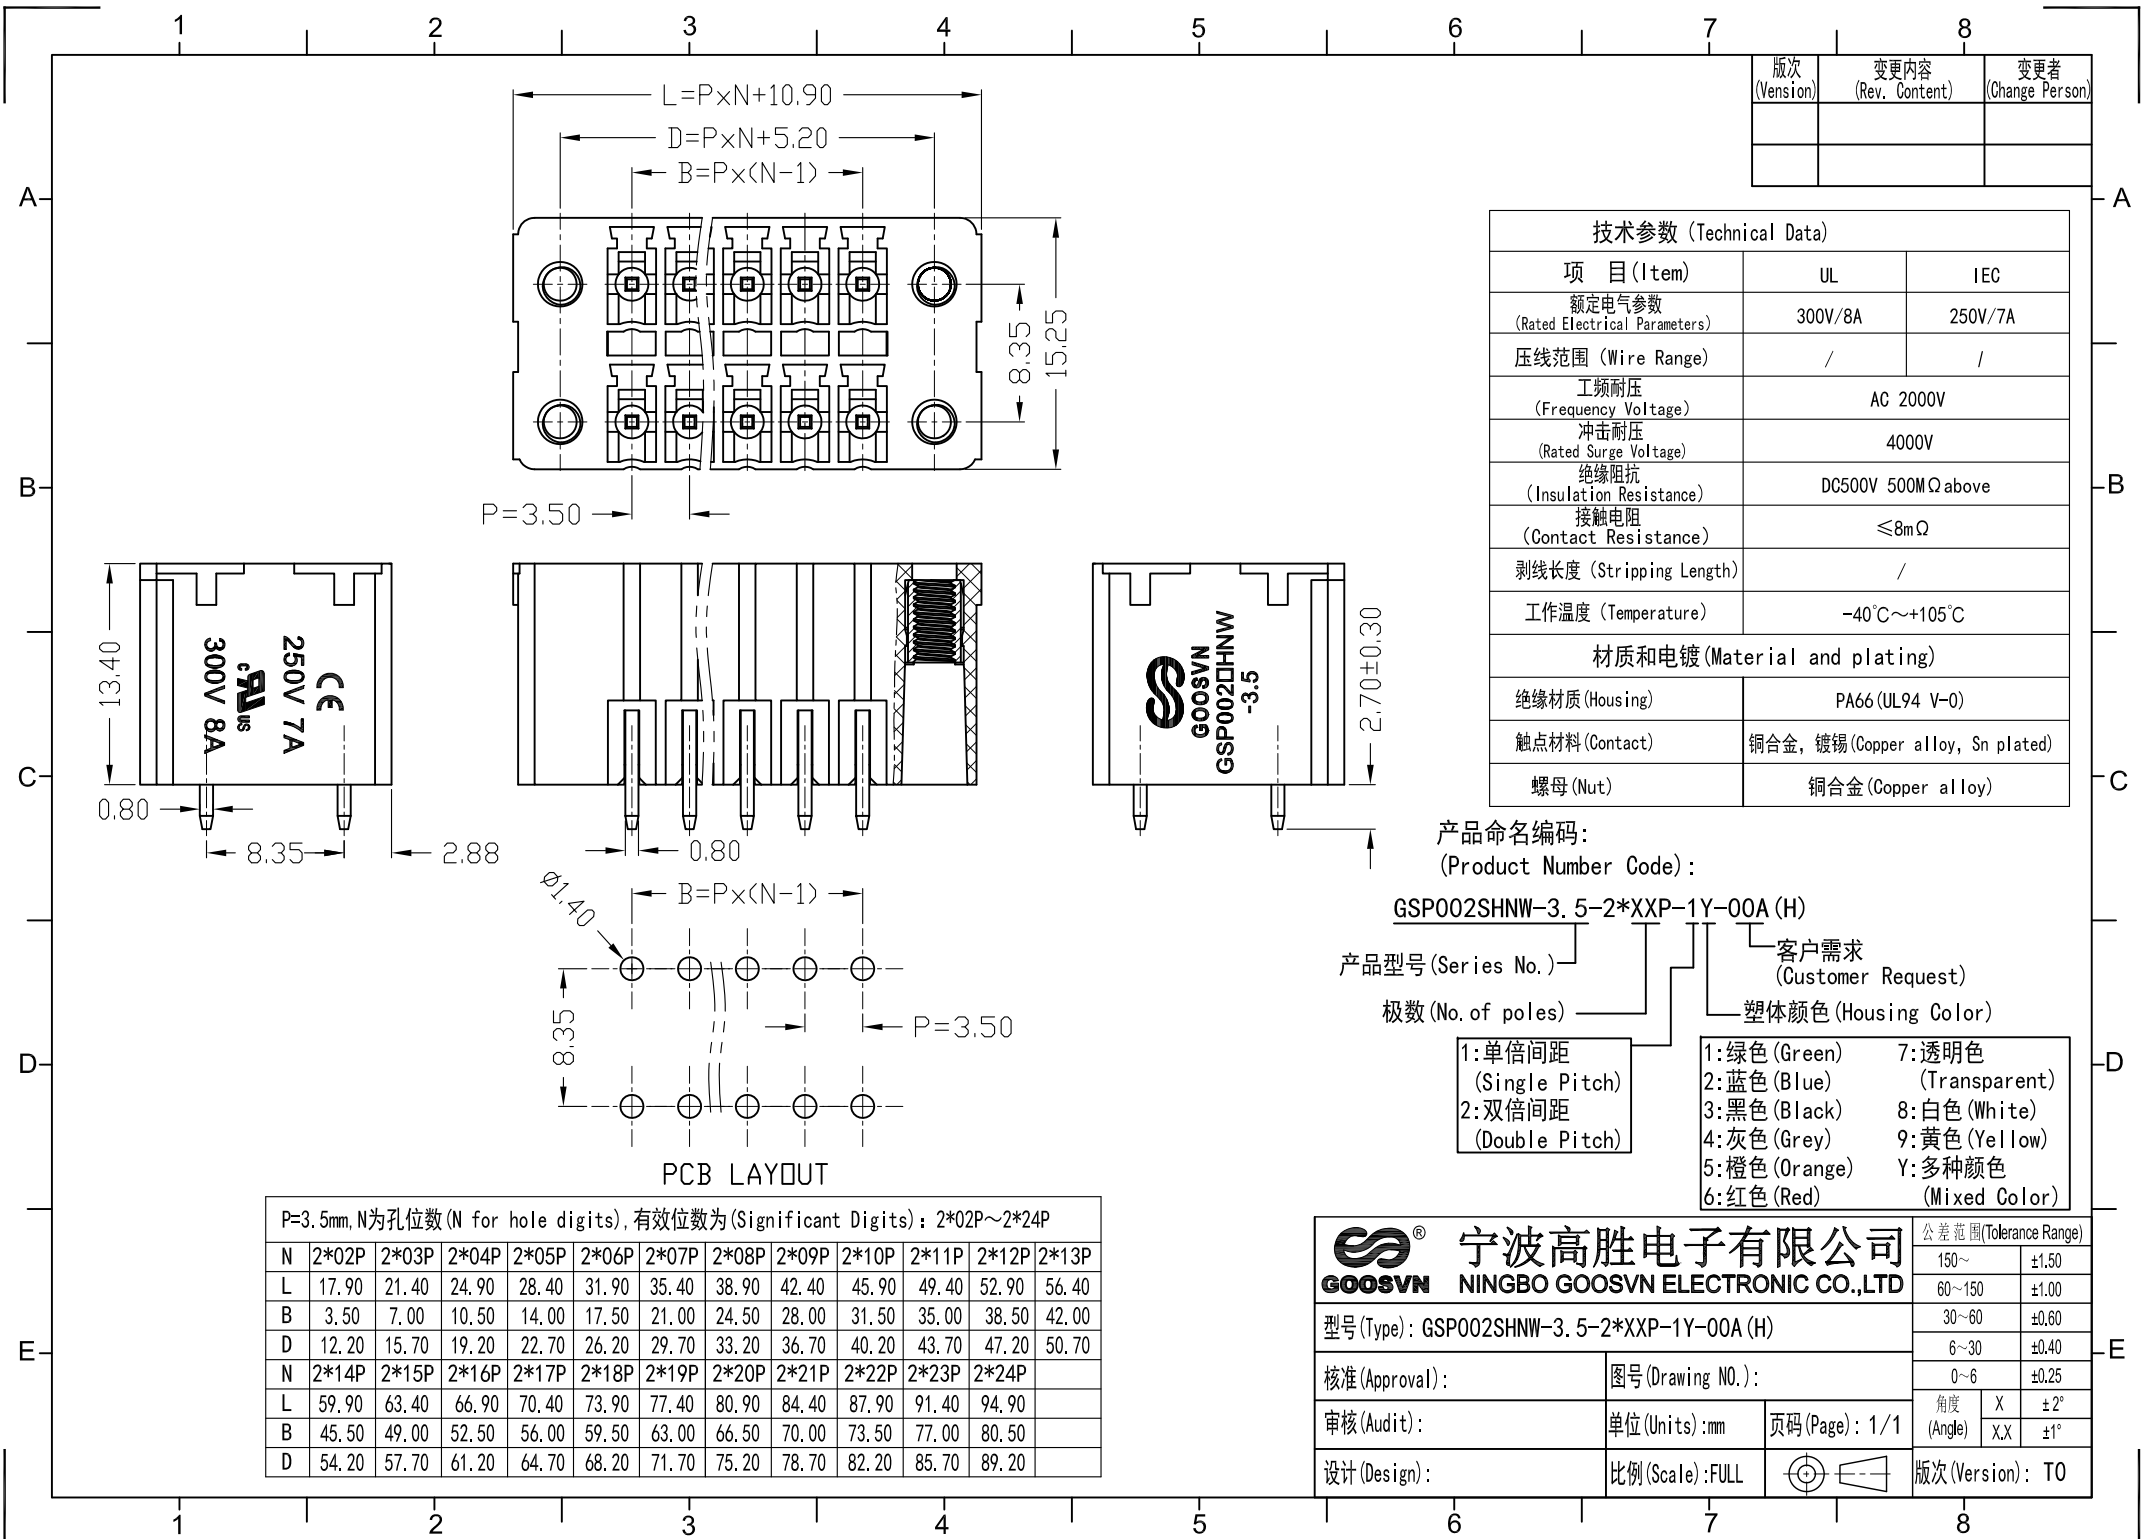 1 2 3 4 5 6 7 8
版次 变更内容 变更者
(Vension) (Rev. Content) (Change Person)
L=PxN+10.90
D=PxN+5.20
B=Px(N-1)
A A
8.35
15.25
B B
P=3.50
技术参数 (Technical Data)
项 目(Item) UL IEC
额定电气参数
(Rated Electrical Parameters) 300V/8A 250V/7A
压线范围 (Wire Range) / /
工频耐压
(Frequency Voltage) AC 2000V
冲击耐压
(Rated Surge Voltage) 4000V
绝缘阻抗
(Insulation Resistance) DC500V 500MΩabove
接触电阻
(Contact Resistance) ≤8mΩ
剥线长度 (Stripping Length) /
工作温度 (Temperature) -40℃～+105℃
材质和电镀(Material and plating)
绝缘材质(Housing) PA66(UL94 V-0)
触点材料(Contact) 铜合金, 镀锡(Copper alloy, Sn plated)
螺母(Nut) 铜合金(Copper alloy)
13.40
300V 8A
c US
250V 7A
CE
0.80
8.35
2.88
0.80
GOOSVN
GSP002□HNW
-3.5
2.70±0.30
C C
产品命名编码:
(Product Number Code):
GSP002SHNW-3.5-2*XXP-1Y-00A(H)
产品型号(Series No.)
客户需求
(Customer Request)
极数(No.of poles)
塑体颜色(Housing Color)
1:单倍间距
(Single Pitch)
2:双倍间距
(Double Pitch)
1:绿色(Green) 7:透明色
2:蓝色(Blue) (Transparent)
3:黑色(Black) 8:白色(White)
4:灰色(Grey) 9:黄色(Yellow)
5:橙色(Orange) Y:多种颜色
6:红色(Red) (Mixed Color)
Ø1.40
B=Px(N-1)
8.35
P=3.50
D D
PCB LAYOUT
P=3.5mm,N为孔位数(N for hole digits),有效位数为(Significant Digits): 2*02P～2*24P
N 2*02P 2*03P 2*04P 2*05P 2*06P 2*07P 2*08P 2*09P 2*10P 2*11P 2*12P 2*13P
L 17.90 21.40 24.90 28.40 31.90 35.40 38.90 42.40 45.90 49.40 52.90 56.40
B 3.50 7.00 10.50 14.00 17.50 21.00 24.50 28.00 31.50 35.00 38.50 42.00
D 12.20 15.70 19.20 22.70 26.20 29.70 33.20 36.70 40.20 43.70 47.20 50.70
N 2*14P 2*15P 2*16P 2*17P 2*18P 2*19P 2*20P 2*21P 2*22P 2*23P 2*24P
L 59.90 63.40 66.90 70.40 73.90 77.40 80.90 84.40 87.90 91.40 94.90
B 45.50 49.00 52.50 56.00 59.50 63.00 66.50 70.00 73.50 77.00 80.50
D 54.20 57.70 61.20 64.70 68.20 71.70 75.20 78.70 82.20 85.70 89.20
E E
® GOOSVN
宁波高胜电子有限公司
NINGBO GOOSVN ELECTRONIC CO.,LTD
型号(Type): GSP002SHNW-3.5-2*XXP-1Y-00A(H)
核准(Approval): 图号(Drawing NO.):
审核(Audit): 单位(Units):mm 页码(Page): 1/1
设计(Design): 比例(Scale):FULL
公差范围(Tolerance Range)
150～ ±1.50
60～150 ±1.00
30～60 ±0.60
6～30 ±0.40
0～6 ±0.25
角度 X ±2°
(Angle) X.X ±1°
版次(Version): T0
1 2 3 4 5 6 7 8